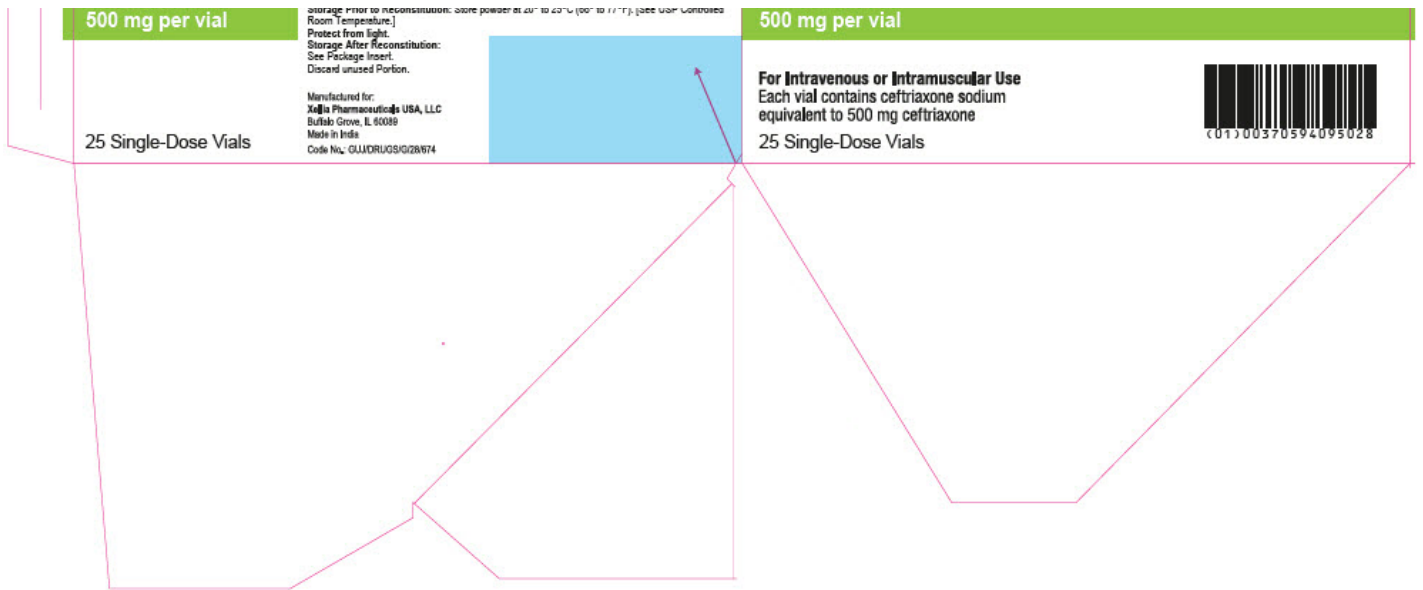 500 mg per vial
25 Single-Dose Vials
Storage Prior to Reconstitution: Store powder at 20° to 25°C (68° to 77°F). [See USP Controlled
Room Temperature.]
Protect from light.
Storage After Reconstitution:
See Package Insert.
Discard unused Portion.
Manufactured for:
Xellia Pharmaceuticals USA, LLC
Buffalo Grove, IL 60089
Made in India
Code No.: GUJ/DRUGS/G/28/674
500 mg per vial
For Intravenous or Intramuscular Use
Each vial contains ceftriaxone sodium
equivalent to 500 mg ceftriaxone
25 Single-Dose Vials
(01)00370594095028